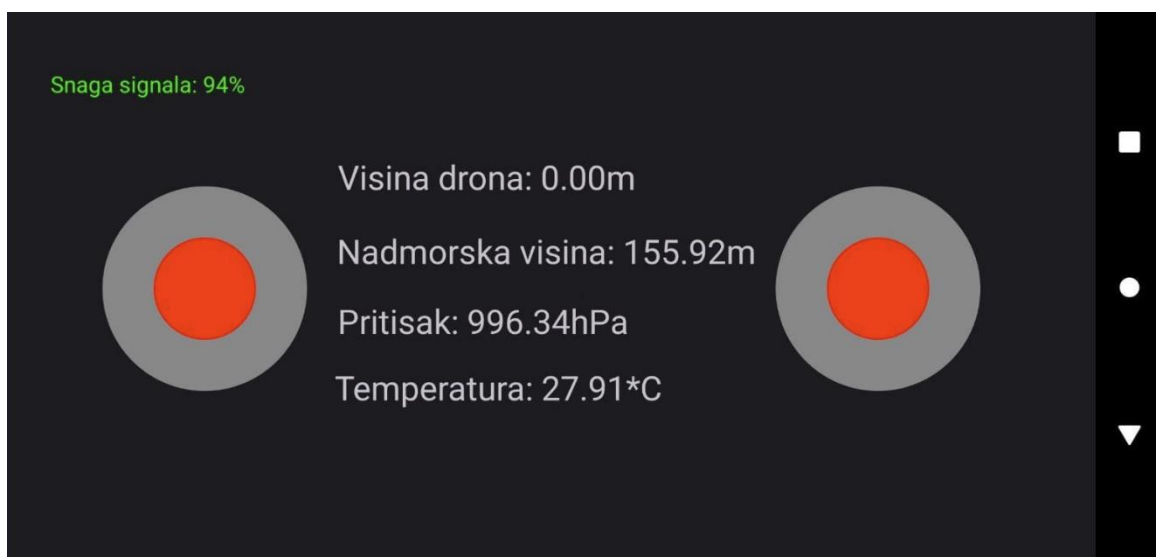 Snaga signala: 94%
Visina drona: 0.00m
Nadmorska visina: 155.92m
Pritisak: 996.34hPa
Temperatura: 27.91*C